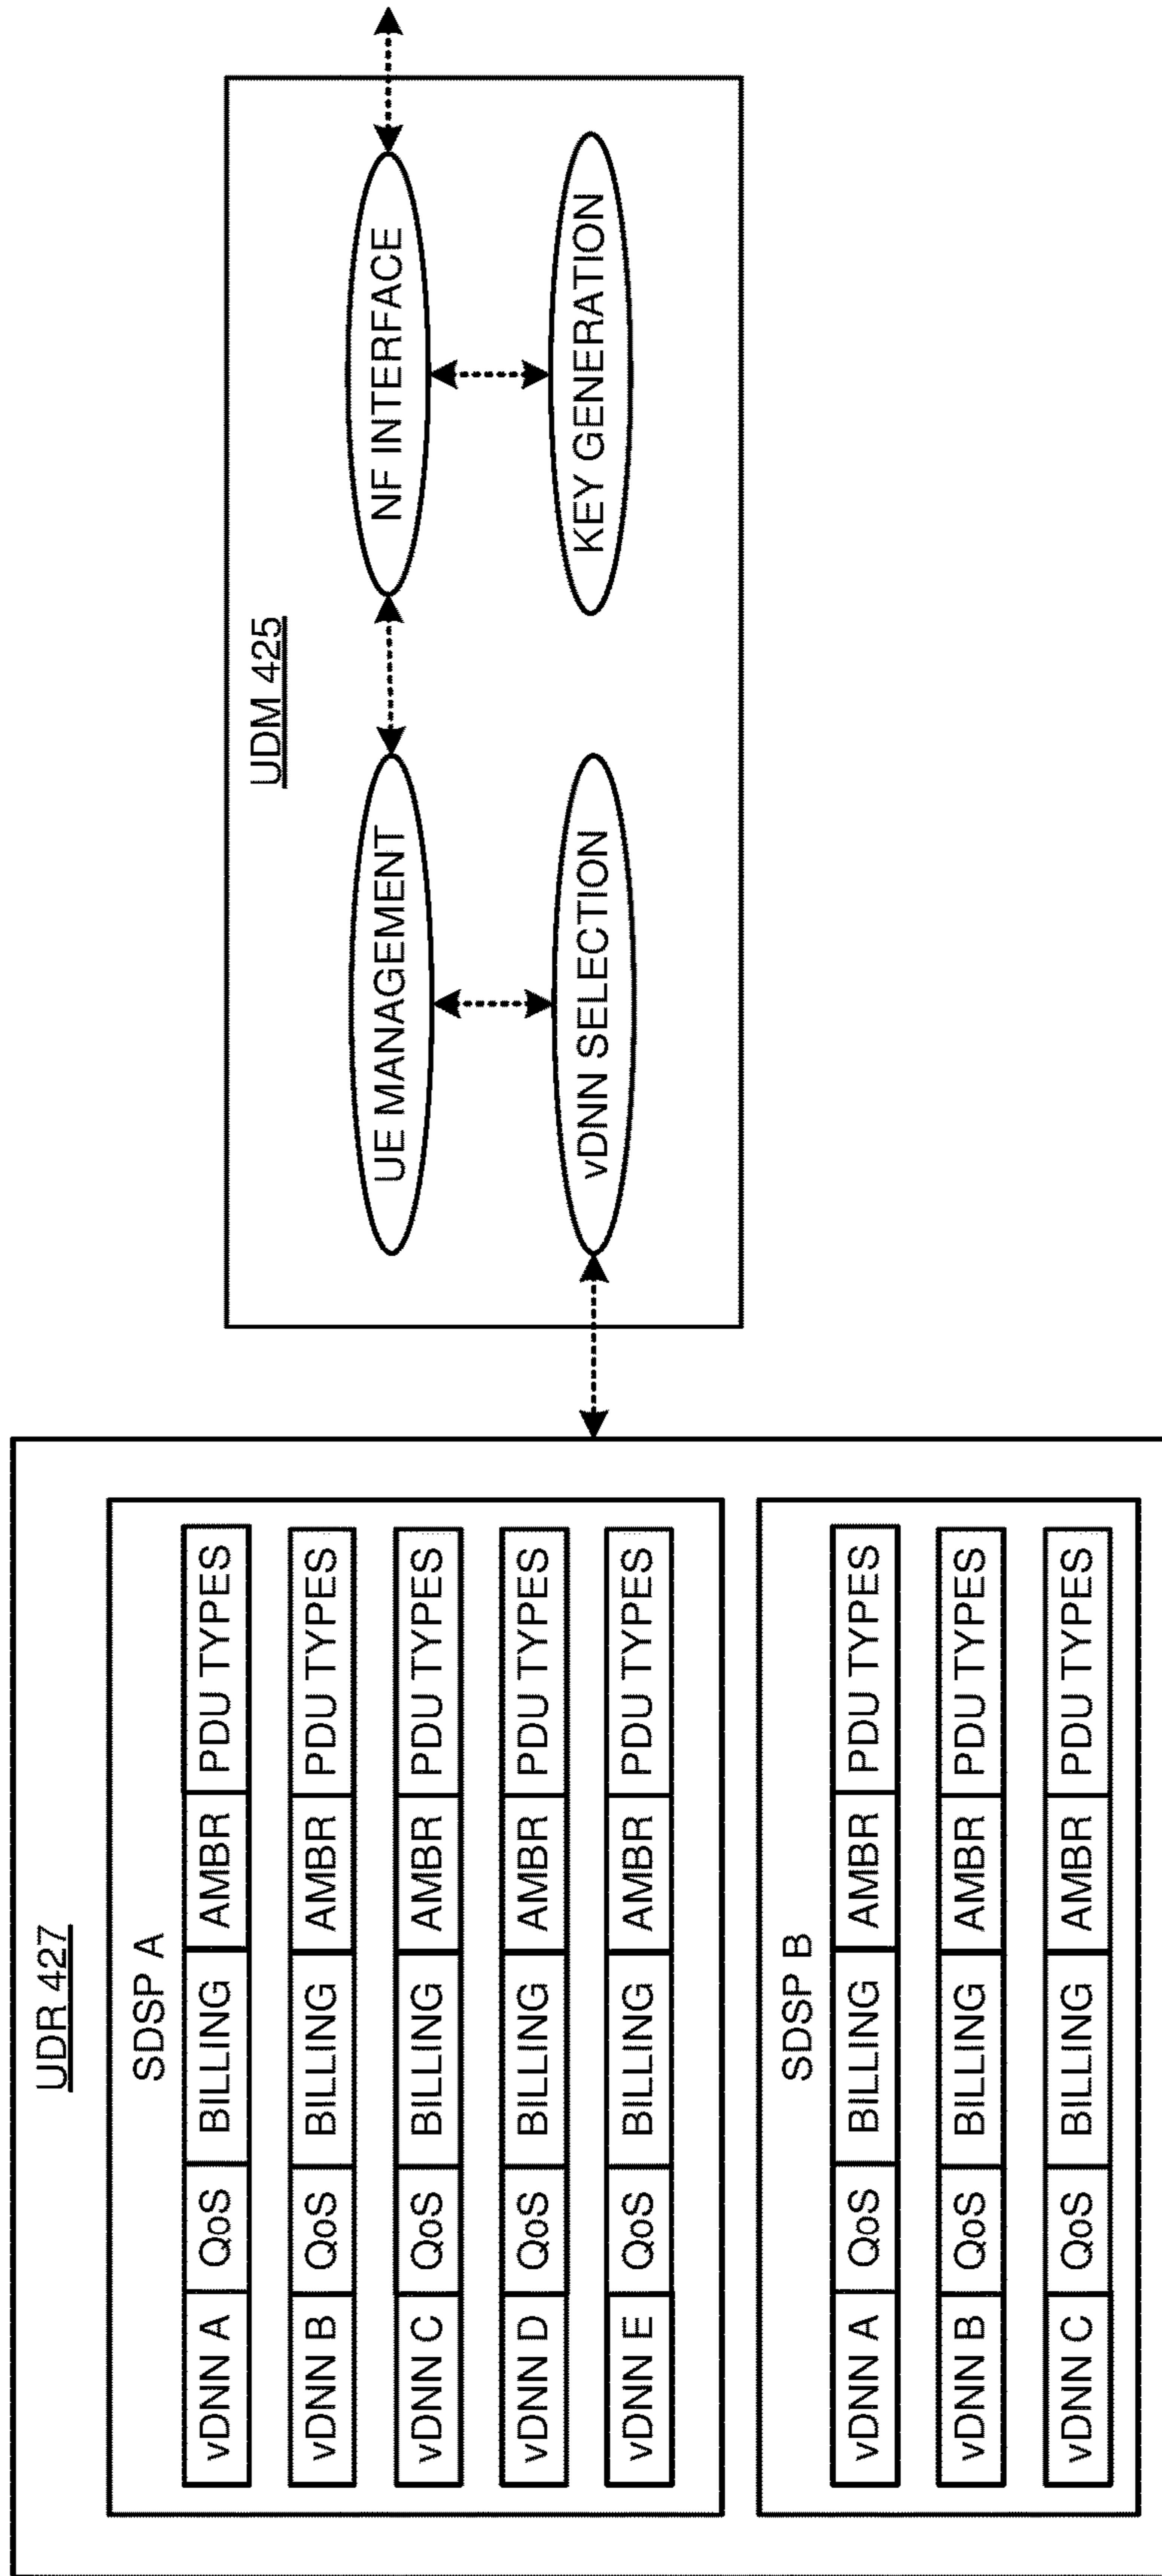 UDR 427
SDSP A
vDNN A QoS BILLING AMBR PDU TYPES
vDNN B QoS BILLING AMBR PDU TYPES
vDNN C QoS BILLING AMBR PDU TYPES
vDNN D QoS BILLING AMBR PDU TYPES
vDNN E QoS BILLING AMBR PDU TYPES
SDSP B
vDNN A QoS BILLING AMBR PDU TYPES
vDNN B QoS BILLING AMBR PDU TYPES
vDNN C QoS BILLING AMBR PDU TYPES
UDM 425
UE MANAGEMENT
NF INTERFACE
vDNN SELECTION
KEY GENERATION